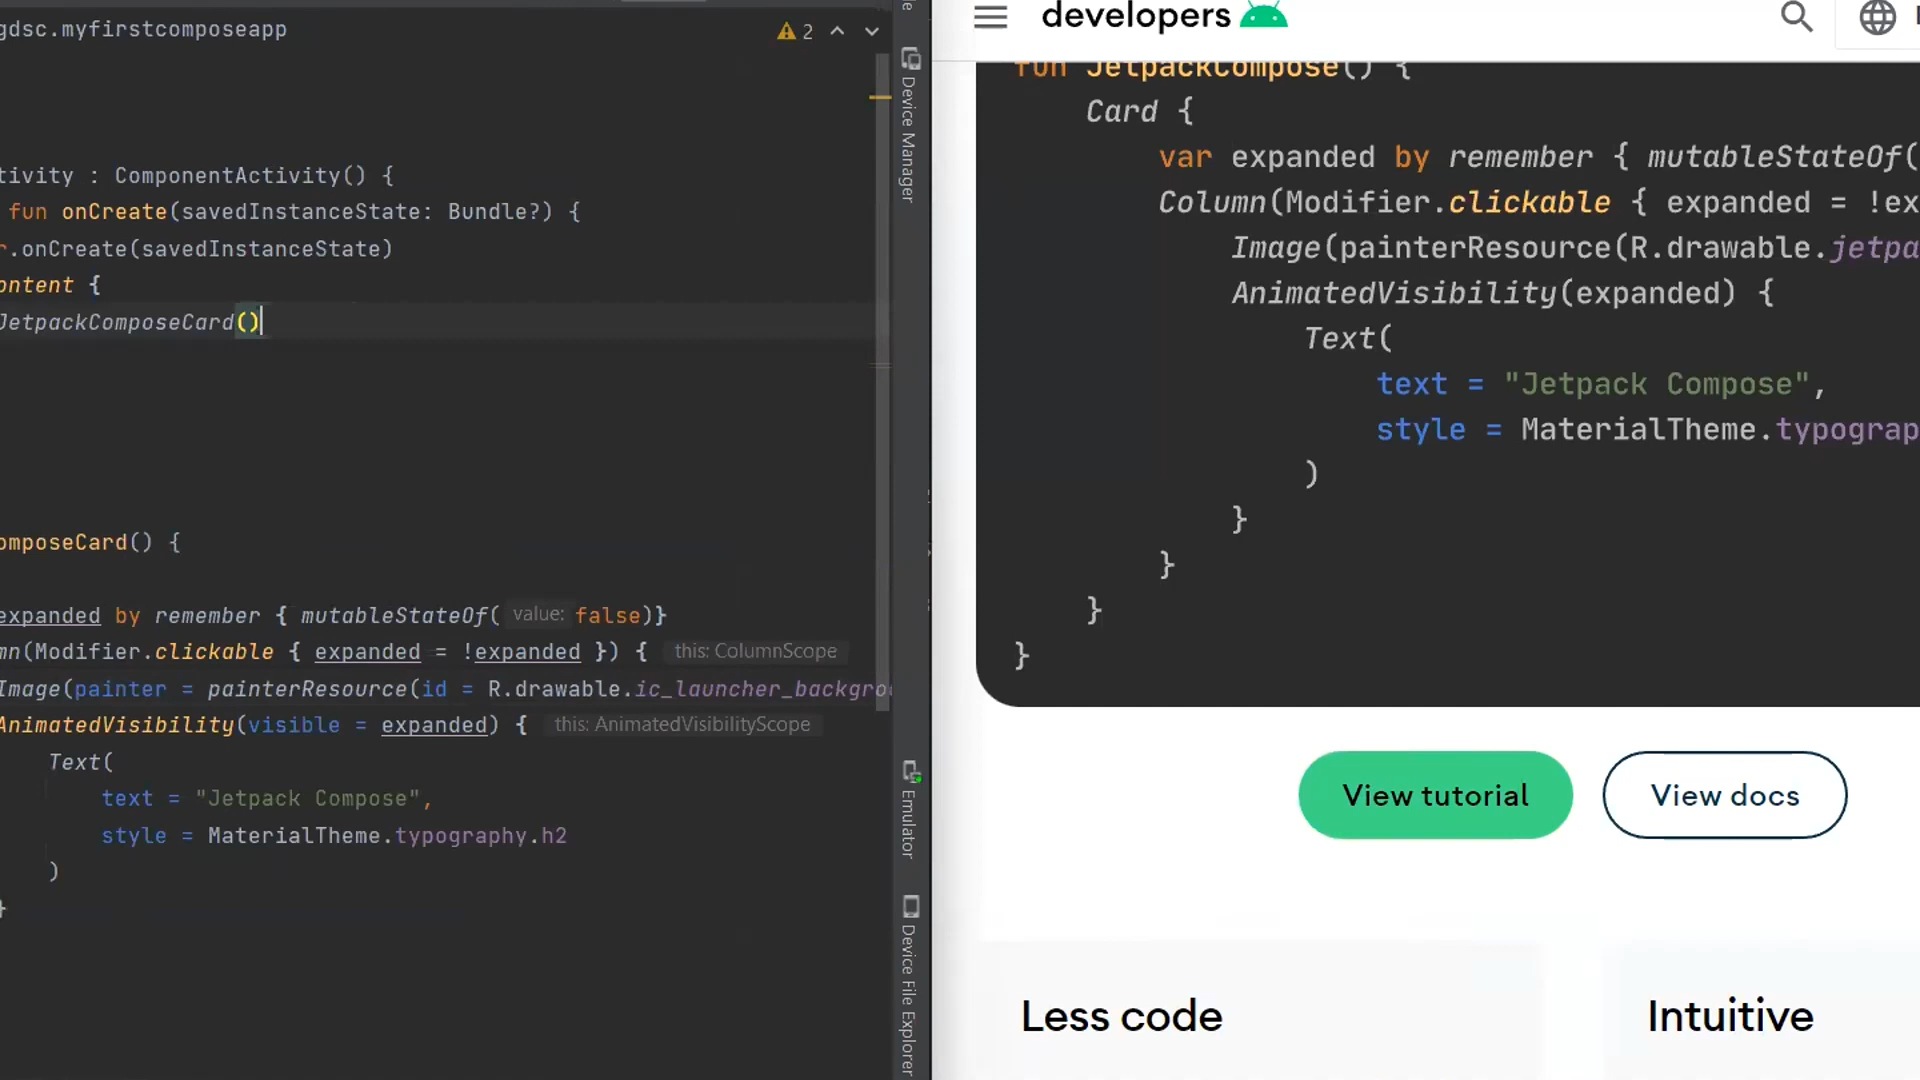 gdsc.myfirstcomposeapp
2
tivity : ComponentActivity() {
fun onCreate(savedInstanceState: Bundle?) {
r.onCreate(savedInstanceState)
ontent {
JetpackComposeCard()
omposeCard() {
expanded by remember { mutableStateOf( value: false)}
mn(Modifier.clickable { expanded = !expanded }) { this: ColumnScope
Image(painter = painterResource(id = R.drawable.ic_launcher_backgro
AnimatedVisibility(visible = expanded) { this: AnimatedVisibilityScope
Text(
text = "Jetpack Compose",
style = MaterialTheme.typography.h2
)
}
Device Manager
Emulator
Device File Explorer
developers
fun JetpackCompose() {
Card {
var expanded by remember { mutableStateOf(
Column(Modifier.clickable { expanded = !ex
Image(painterResource(R.drawable.jetpa
AnimatedVisibility(expanded) {
Text(
text = "Jetpack Compose",
style = MaterialTheme.typograp
)
}
}
}
}
View tutorial
View docs
Less code
Intuitive